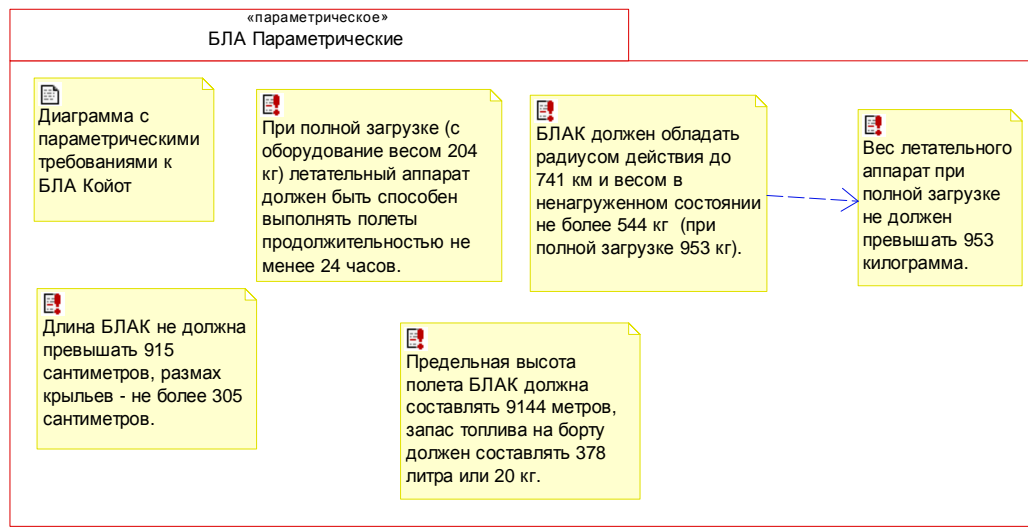 «параметрическое»
БЛА Параметрические
Диаграмма с
параметрическими
требованиями к
БЛА Койот
При полной загрузке (с
оборудование весом 204
кг) летательный аппарат
должен быть способен
выполнять полеты
продолжительностью не
менее 24 часов.
БЛАК должен обладать
радиусом действия до
741 км и весом в
ненагруженном состоянии
не более 544 кг (при
полной загрузке 953 кг).
Вес летательного
аппарат при
полной загрузке
не должен
превышать 953
килограмма.
Длина БЛАК не должна
превышать 915
сантиметров, размах
крыльев - не более 305
сантиметров.
Предельная высота
полета БЛАК должна
составлять 9144 метров,
запас топлива на борту
должен составлять 378
литра или 20 кг.